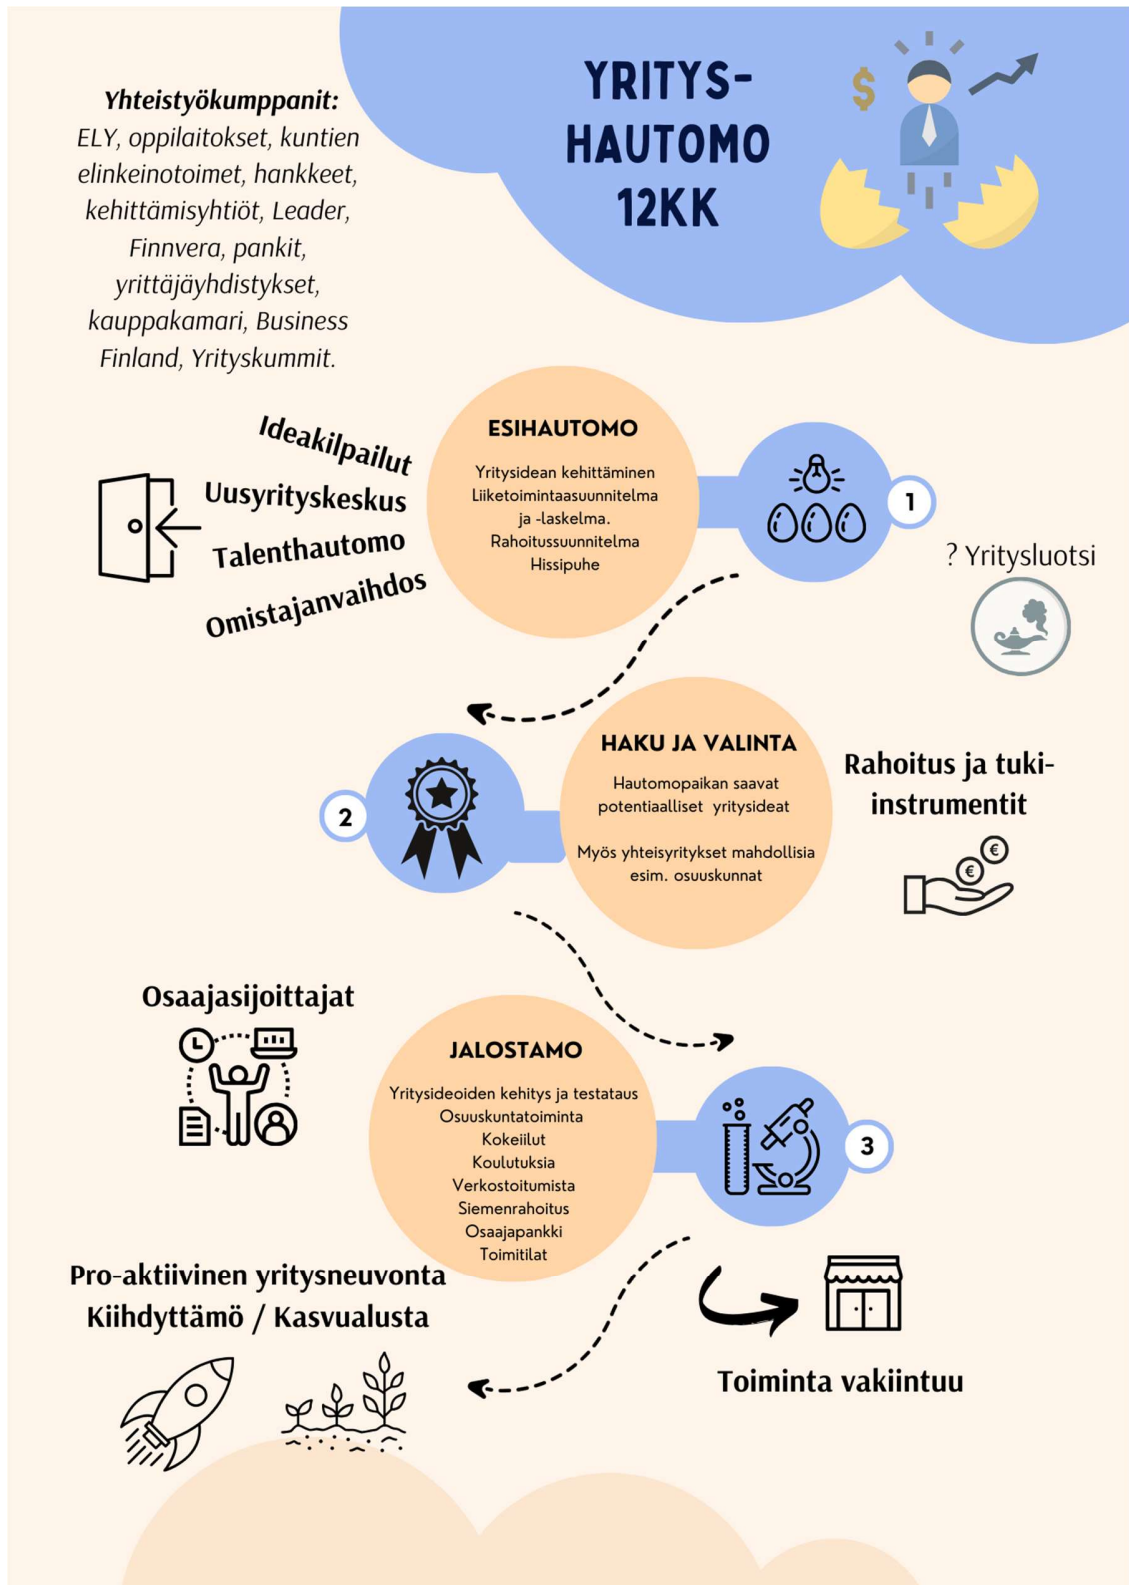 YRITYS-
HAUTOMO
12KK
$
Yhteistyökumppanit:
ELY, oppilaitokset, kuntien
elinkeinotoimet, hankkeet,
kehittämisyhtiöt, Leader,
Finnvera, pankit,
yrittäjäyhdistykset,
kauppakamari, Business
Finland, Yrityskummit.
Ideakilpailut
Uusyrityskeskus
Talenthautomo
Omistajanvaihdos
ESIHAUTOMO
Yritysidean kehittäminen
Liiketoimintaasuunnitelma
ja -laskelma.
Rahoitussuunnitelma
Hissipuhe
1
? Yritysluotsi
2
HAKU JA VALINTA
Hautomopaikan saavat
potentiaalliset yritysideat
Myös yhteisyritykset mahdollisia
esim. osuuskunnat
Rahoitus ja tuki-
instrumentit
€
€
Osaajasijoittajat
JALOSTAMO
Yritysideoiden kehitys ja testataus
Osuuskuntatoiminta
Kokeiilut
Koulutuksia
Verkostoitumista
Siemenrahoitus
Osaajapankki
Toimitilat
3
Pro-aktiivinen yritysneuvonta
Kiihdyttämö / Kasvualusta
Toiminta vakiintuu